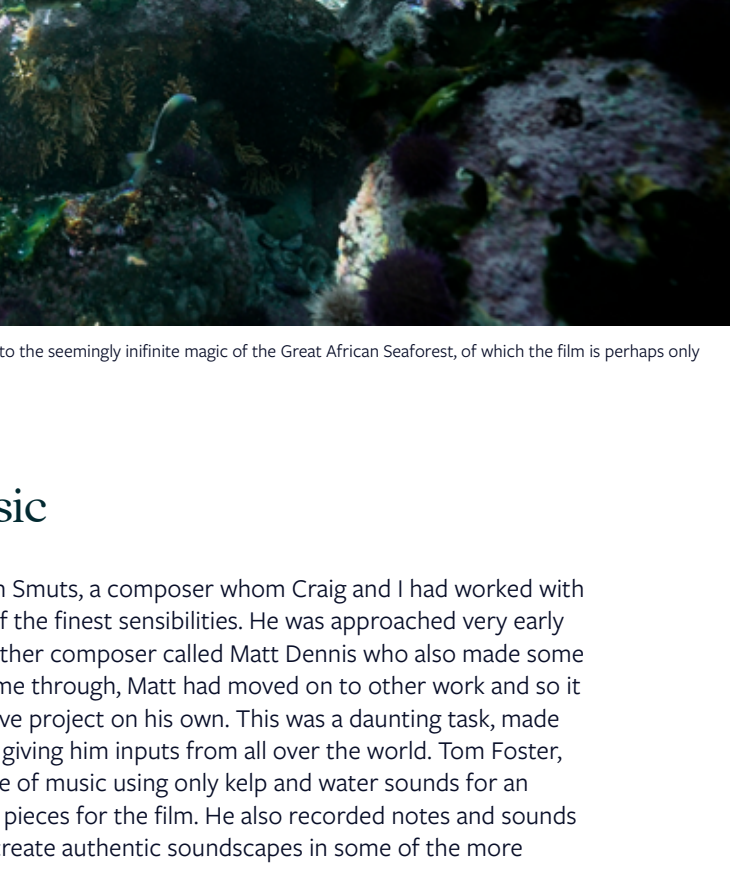 to the seemingly inifinite magic of the Great African Seaforest, of which the film is perhaps only
sic
n Smuts, a composer whom Craig and I had worked with
f the finest sensibilities. He was approached very early
ther composer called Matt Dennis who also made some
me through, Matt had moved on to other work and so it
ve project on his own. This was a daunting task, made
giving him inputs from all over the world. Tom Foster,
e of music using only kelp and water sounds for an
pieces for the film. He also recorded notes and sounds
create authentic soundscapes in some of the more